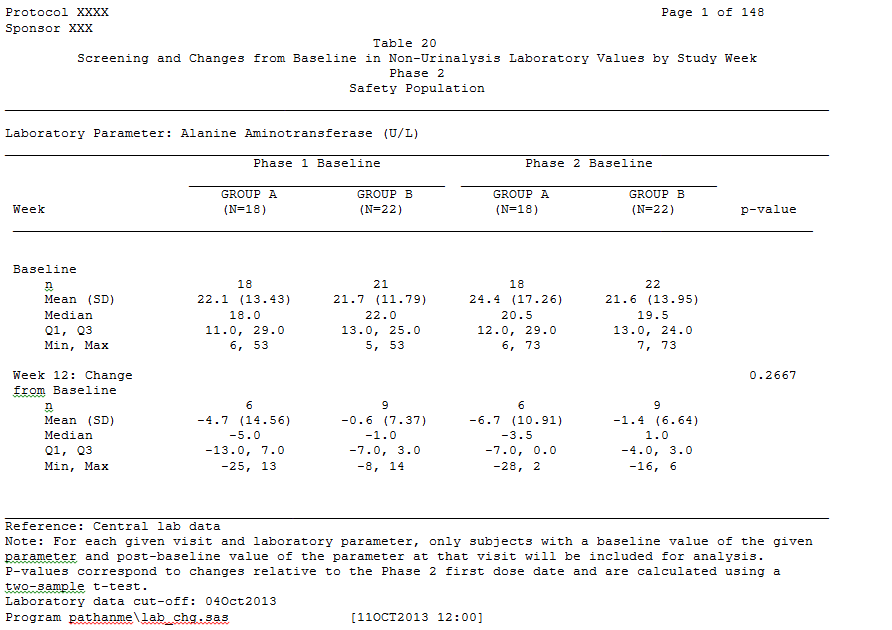 Protocol XXXX Page 1 of 148
Sponsor XXX
Table 20
Screening and Changes from Baseline in Non-Urinalysis Laboratory Values by Study Week
Phase 2
Safety Population
Laboratory Parameter: Alanine Aminotransferase (U/L)
Phase 1 Baseline Phase 2 Baseline
GROUP A GROUP B GROUP A GROUP B
Week (N=18) (N=22) (N=18) (N=22) p-value
Baseline
n 18 21 18 22
Mean (SD) 22.1 (13.43) 21.7 (11.79) 24.4 (17.26) 21.6 (13.95)
Median 18.0 22.0 20.5 19.5
Q1, Q3 11.0, 29.0 13.0, 25.0 12.0, 29.0 13.0, 24.0
Min, Max 6, 53 5, 53 6, 73 7, 73
Week 12: Change 0.2667
from Baseline
n 6 9 6 9
Mean (SD) -4.7 (14.56) -0.6 (7.37) -6.7 (10.91) -1.4 (6.64)
Median -5.0 -1.0 -3.5 1.0
Q1, Q3 -13.0, 7.0 -7.0, 3.0 -7.0, 0.0 -4.0, 3.0
Min, Max -25, 13 -8, 14 -28, 2 -16, 6
Reference: Central lab data
Note: For each given visit and laboratory parameter, only subjects with a baseline value of the given
parameter and post-baseline value of the parameter at that visit will be included for analysis.
P-values correspond to changes relative to the Phase 2 first dose date and are calculated using a
two-sample t-test.
Laboratory data cut-off: 04Oct2013
Program pathanme\lab_chg.sas [11OCT2013 12:00]